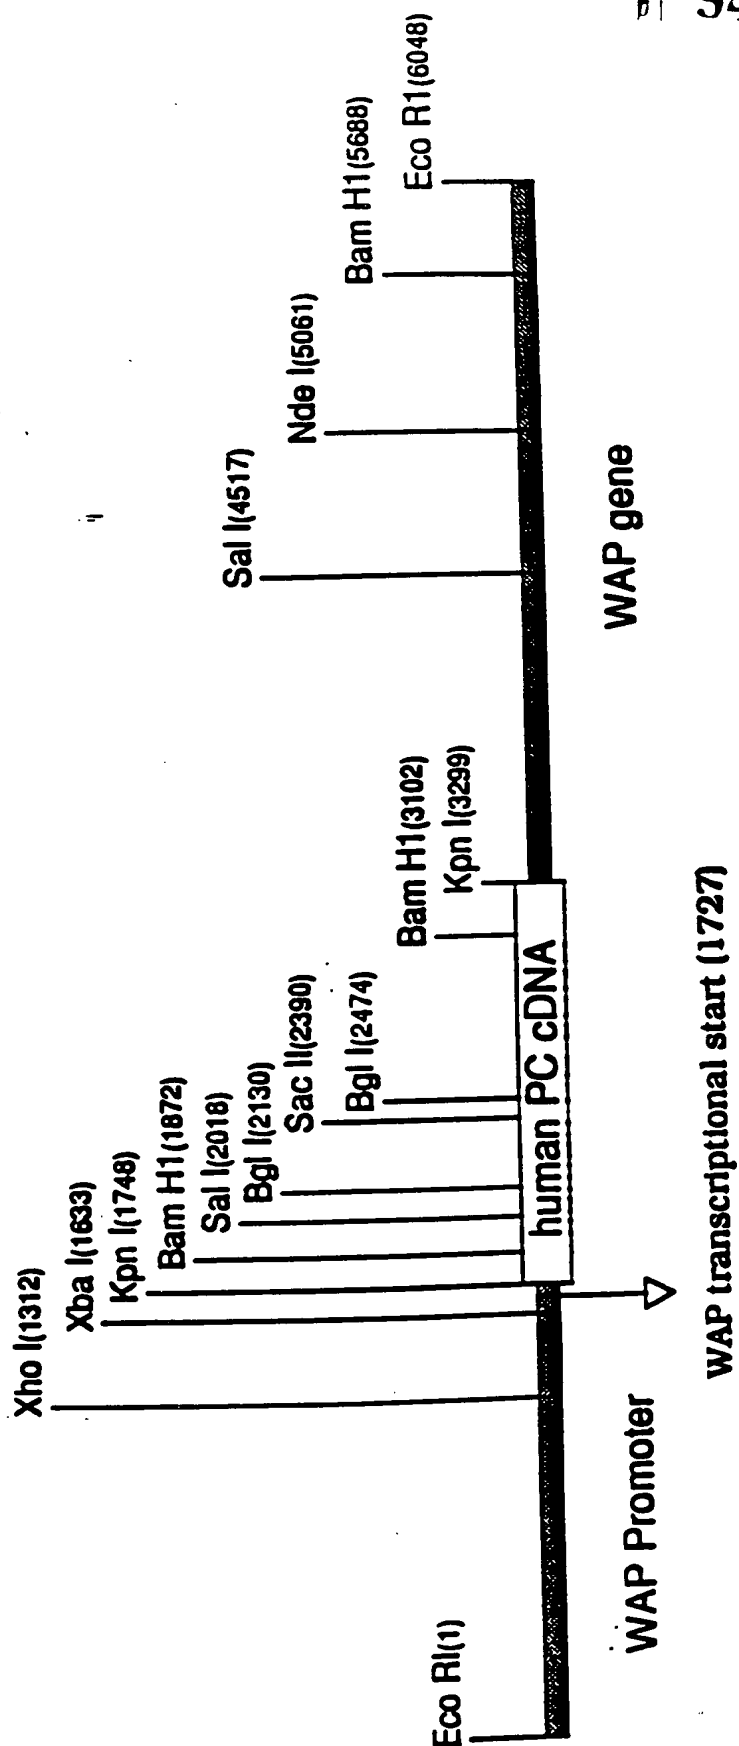 Eco RI(1)
Xho I(1312)
Xba I(1633)
Kpn I(1748)
Bam H1(1872)
Sal I(2018)
Bgl I(2130)
Sac II(2390)
Bgl I(2474)
Bam H1(3102)
Kpn I(3299)
Sal I(4517)
Nde I(5061)
Bam H1(5688)
Eco R1(6048)
human PC cDNA
WAP Promoter
WAP transcriptional start (1727)
WAP gene